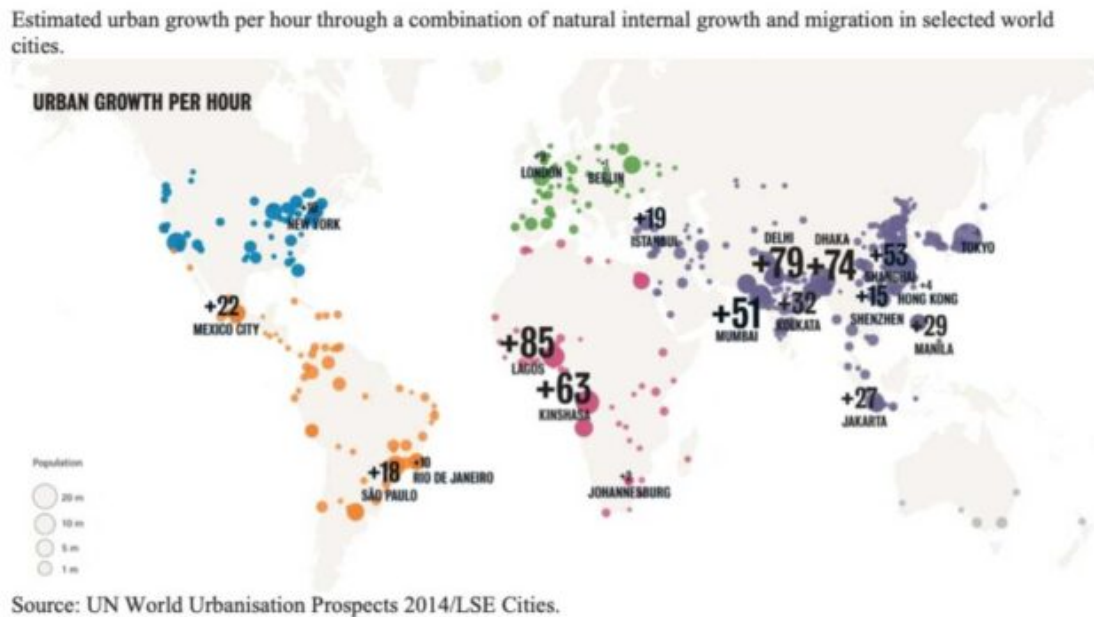 Estimated urban growth per hour through a combination of natural internal growth and migration in selected world
cities.
URBAN GROWTH PER HOUR
LONDON
BERLIN
+19
ISTANBUL
NEW YORK
DELHI
+79
DHAKA
+74
+53
SHANGHAI
TOKYO
+4
HONG KONG
+22
MEXICO CITY
+51
MUMBAI
+32
KOLKATA
+15
SHENZHEN
+29
MANILA
+85
LAGOS
+63
KINSHASA
+27
JAKARTA
+18
SÃO PAULO
+10
RIO DE JANEIRO
JOHANNESBURG
Population
20 m
10 m
5 m
1 m
Source: UN World Urbanisation Prospects 2014/LSE Cities.